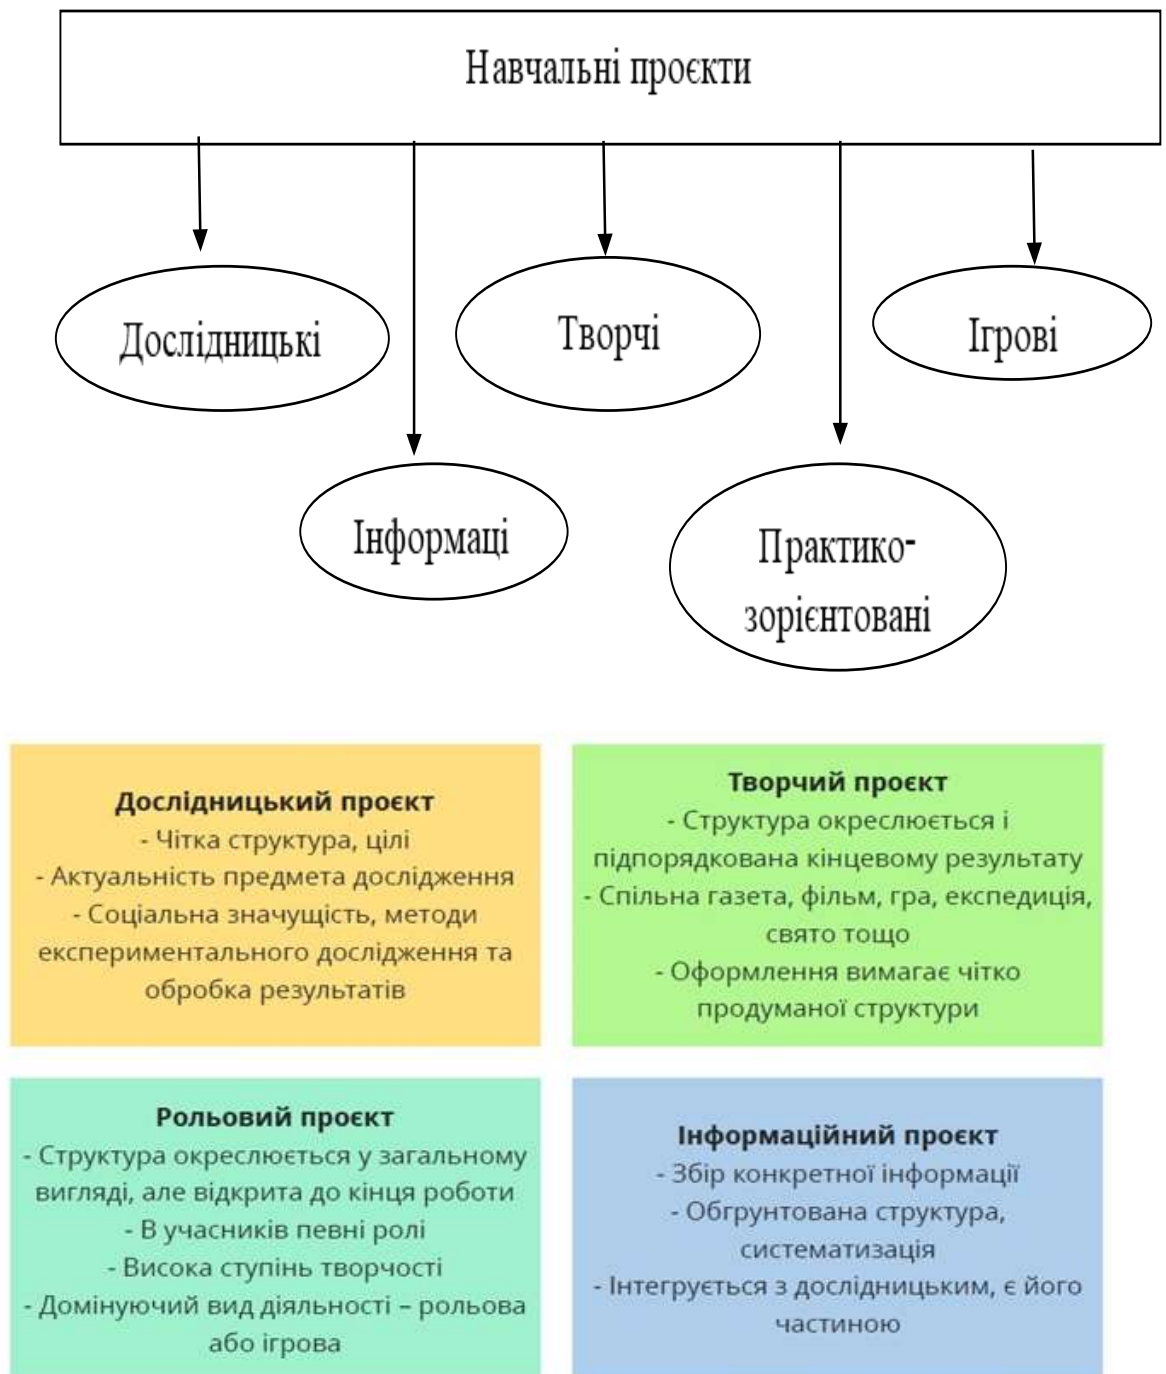 Навчальні проєкти
Дослідницькі
Творчі
Ігрові
Інформаці
Практико-
зорієнтовані
Дослідницький проєкт
- Чітка структура, цілі
- Актуальність предмета дослідження
- Соціальна значущість, методи
експериментального дослідження та
обробка результатів
Творчий проєкт
- Структура окреслюється і
підпорядкована кінцевому результату
- Спільна газета, фільм, гра, експедиція,
свято тощо
- Оформлення вимагає чітко
продуманої структури
Рольовий проєкт
- Структура окреслюється у загальному
вигляді, але відкрита до кінця роботи
- В учасників певні ролі
- Висока ступінь творчості
- Домінуючий вид діяльності – рольова
або ігрова
Інформаційний проєкт
- Збір конкретної інформації
- Обгрунтована структура,
систематизація
- Інтегрується з дослідницьким, є його
частиною